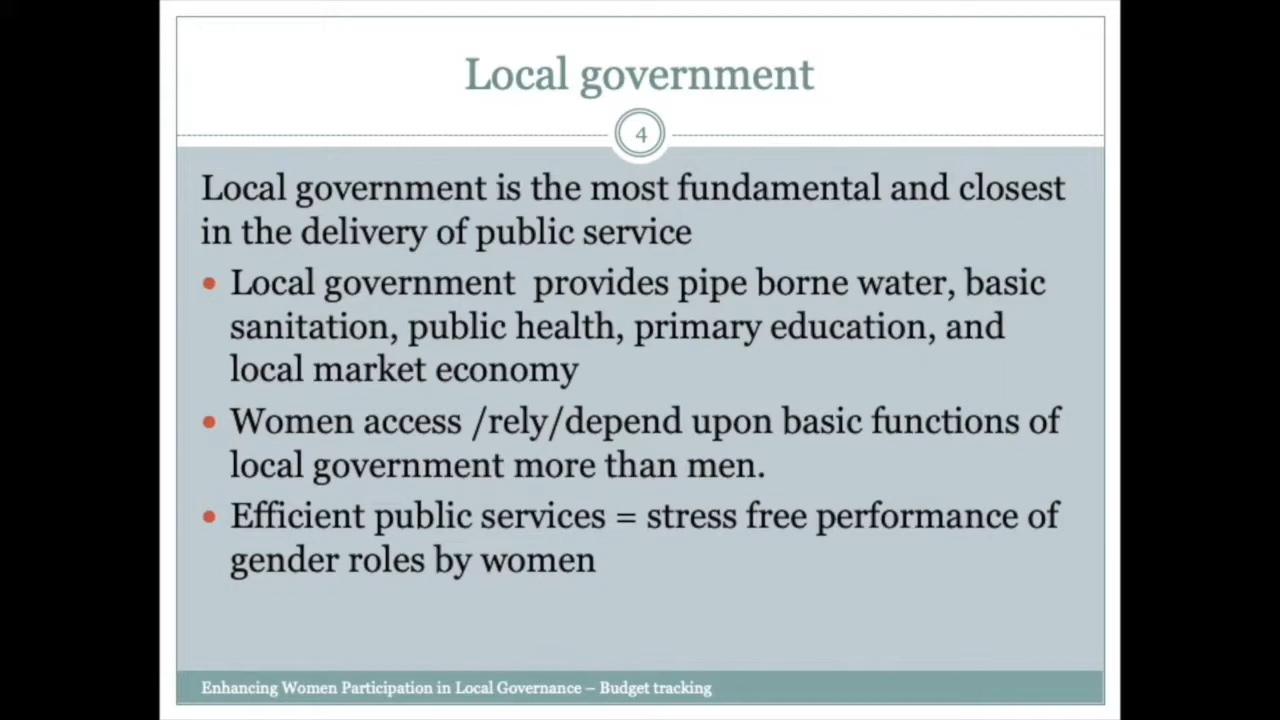 Local government
4
Local government is the most fundamental and closest
in the delivery of public service
• Local government provides pipe borne water, basic
sanitation, public health, primary education, and
local market economy
• Women access /rely/depend upon basic functions of
local government more than men.
• Efficient public services = stress free performance of
gender roles by women
Enhancing Women Participation in Local Governance – Budget tracking